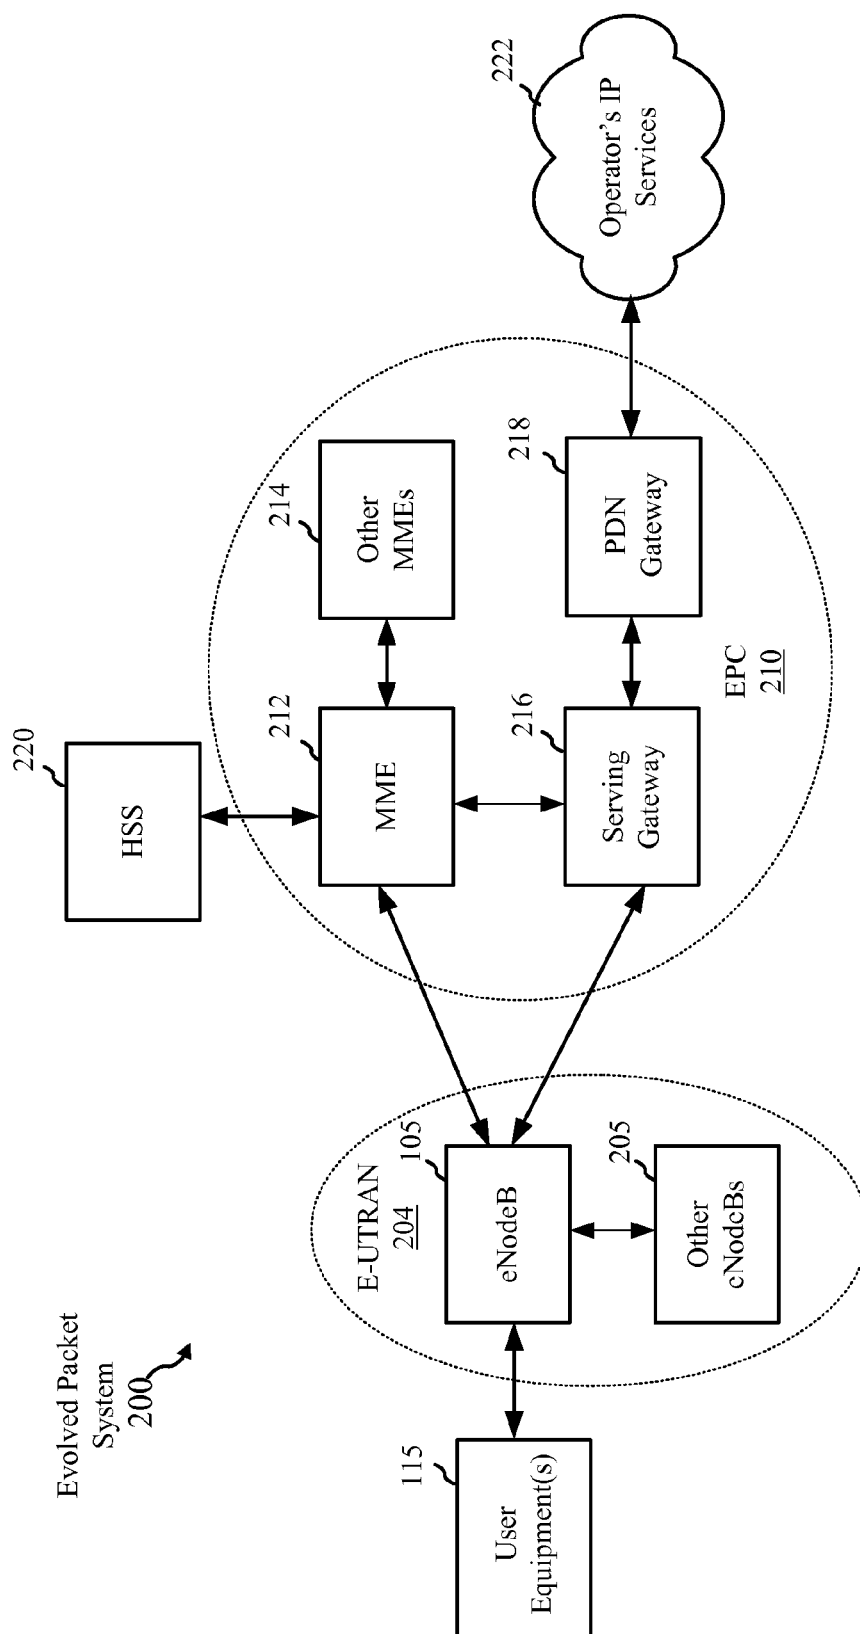 Evolved Packet
System
200
User
Equipment(s)
115
E-UTRAN
204
eNodeB
105
Other
cNodcBs
205
HSS
220
MME
212
Other
MMEs
214
Serving
Gateway
216
PDN
Gateway
218
EPC
210
Operator's IP
Services
222